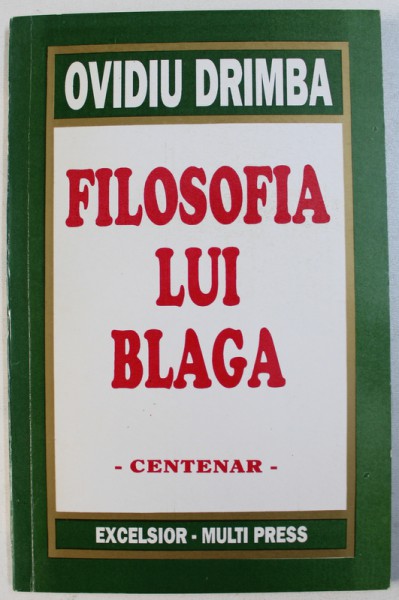 OVIDIU DRIMBA
FILOSOFIA
LUI
BLAGA
- CENTENAR -
EXCELSIOR - MULTI PRESS